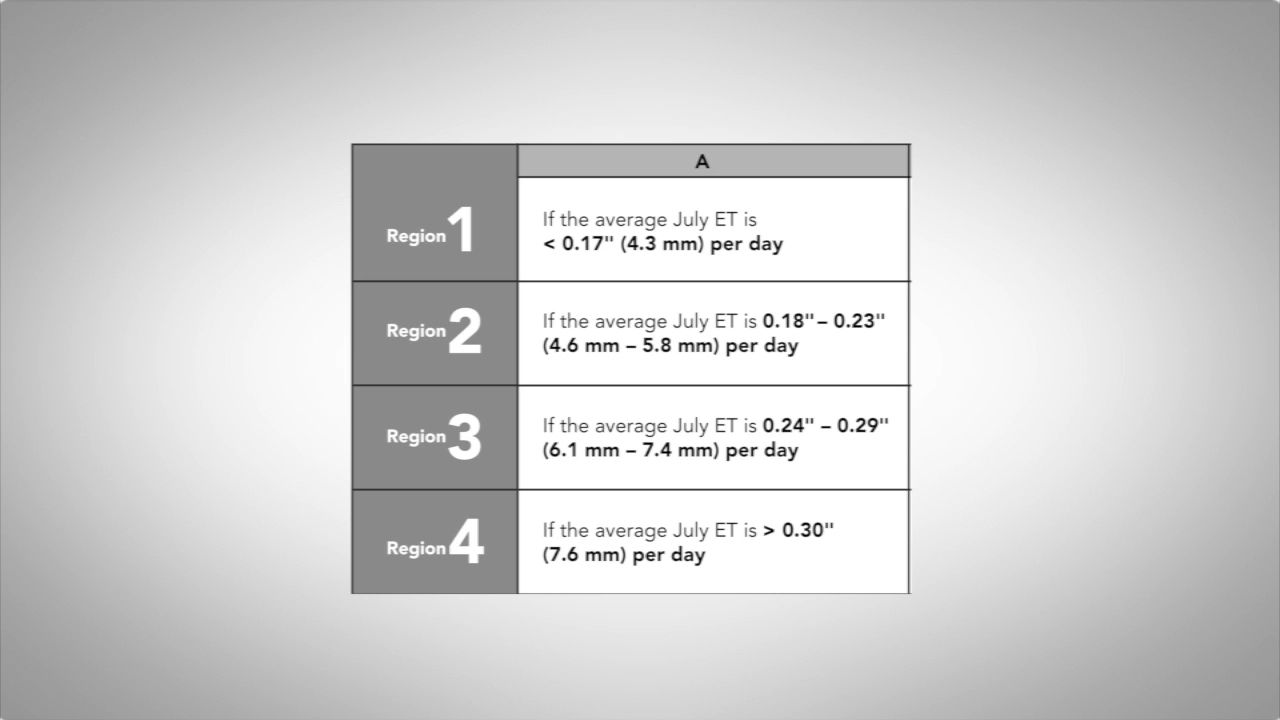 A
Region 1
If the average July ET is
< 0.17" (4.3 mm) per day
Region 2
If the average July ET is 0.18" – 0.23"
(4.6 mm – 5.8 mm) per day
Region 3
If the average July ET is 0.24" – 0.29"
(6.1 mm – 7.4 mm) per day
Region 4
If the average July ET is > 0.30"
(7.6 mm) per day